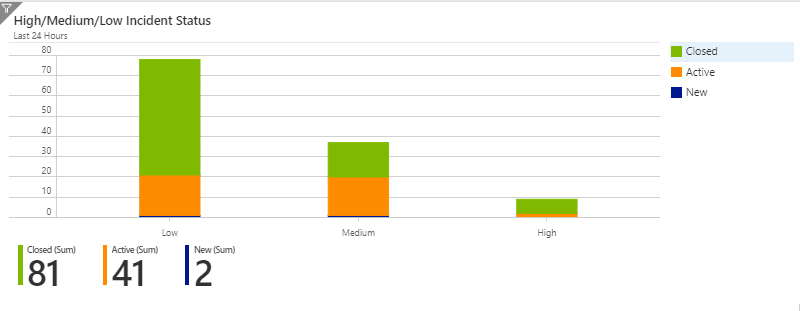 High/Medium/Low Incident Status
Last 24 Hours
80
70
60
50
40
30
20
10
0
Low Medium High
Closed
Active
New
Closed (Sum) Active (Sum) New (Sum)
81 41 2